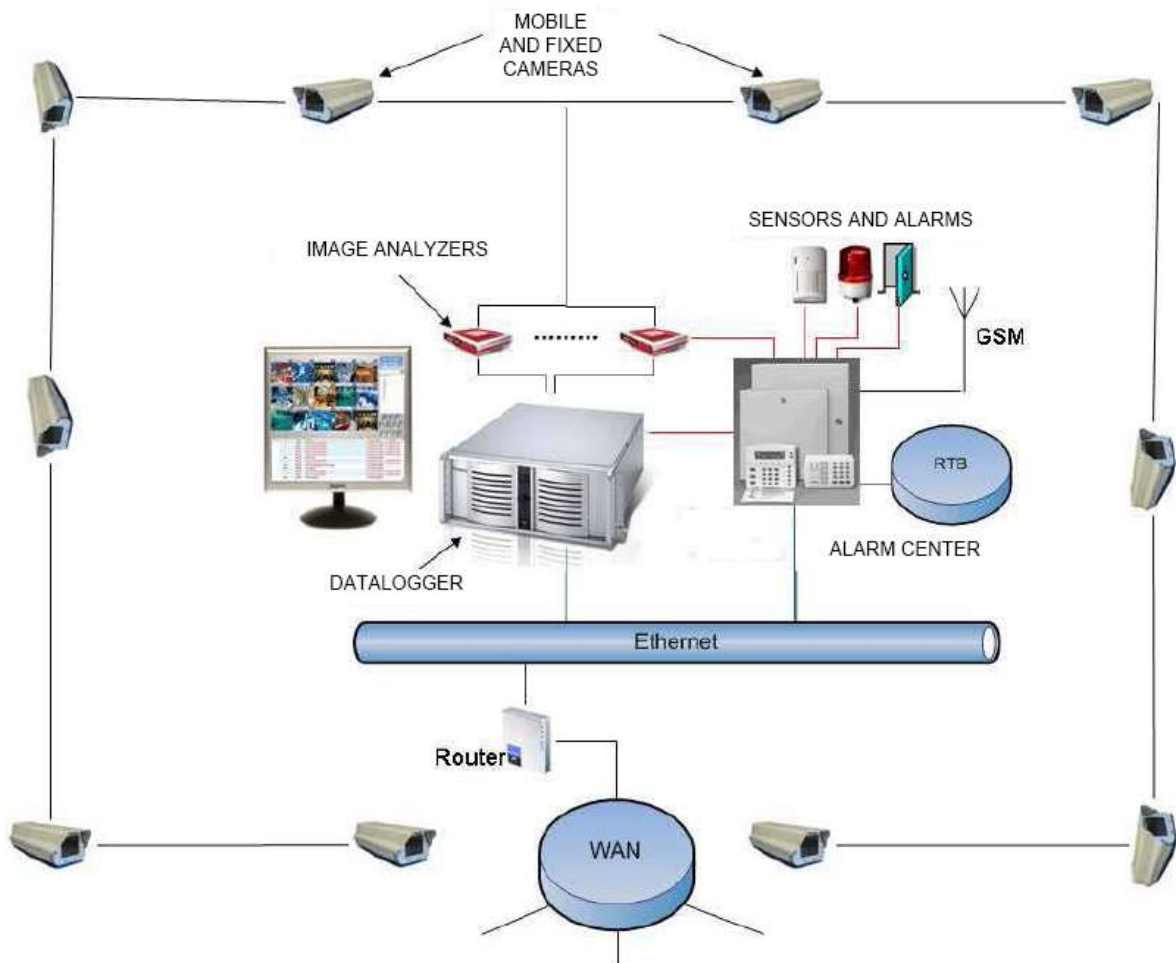 MOBILE
AND FIXED
CAMERAS
SENSORS AND ALARMS
IMAGE ANALYZERS
GSM
RTB
ALARM CENTER
DATALOGGER
Ethernet
Router
WAN